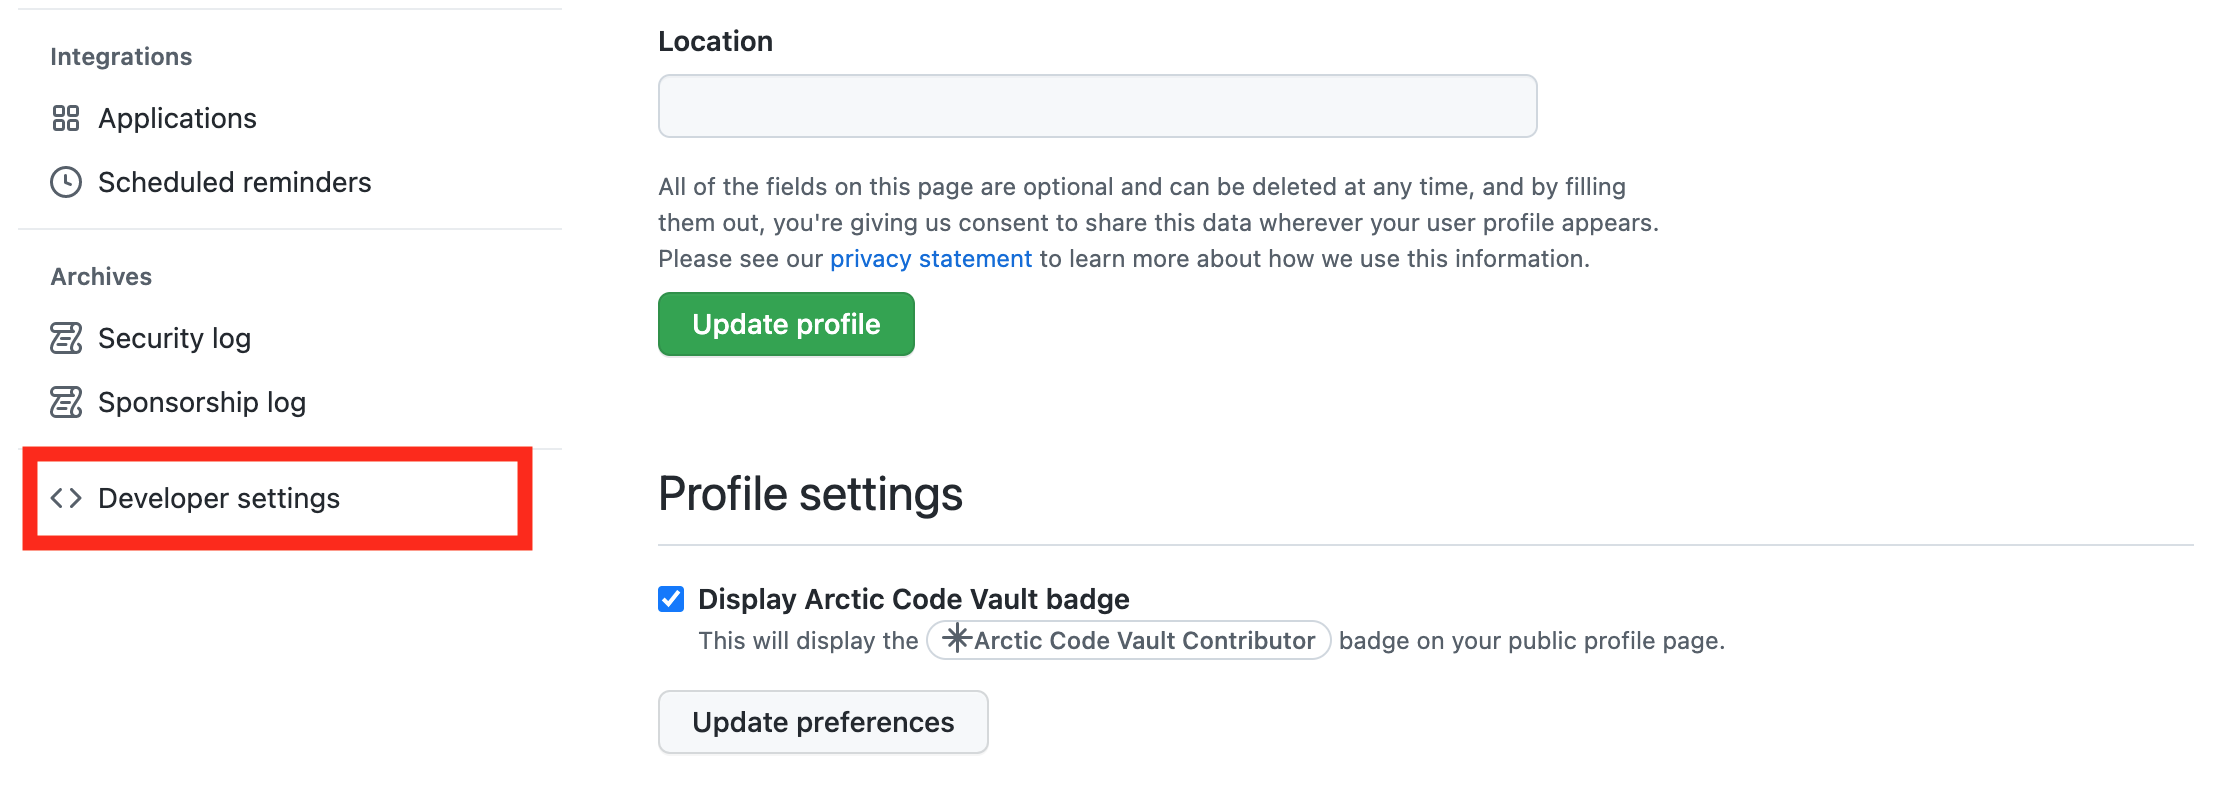 Integrations
Applications
Scheduled reminders
Archives
Security log
Sponsorship log
Developer settings
Location
All of the fields on this page are optional and can be deleted at any time, and by filling
them out, you're giving us consent to share this data wherever your user profile appears.
Please see our privacy statement to learn more about how we use this information.
Update profile
Profile settings
Display Arctic Code Vault badge
This will display the Arctic Code Vault Contributor badge on your public profile page.
Update preferences